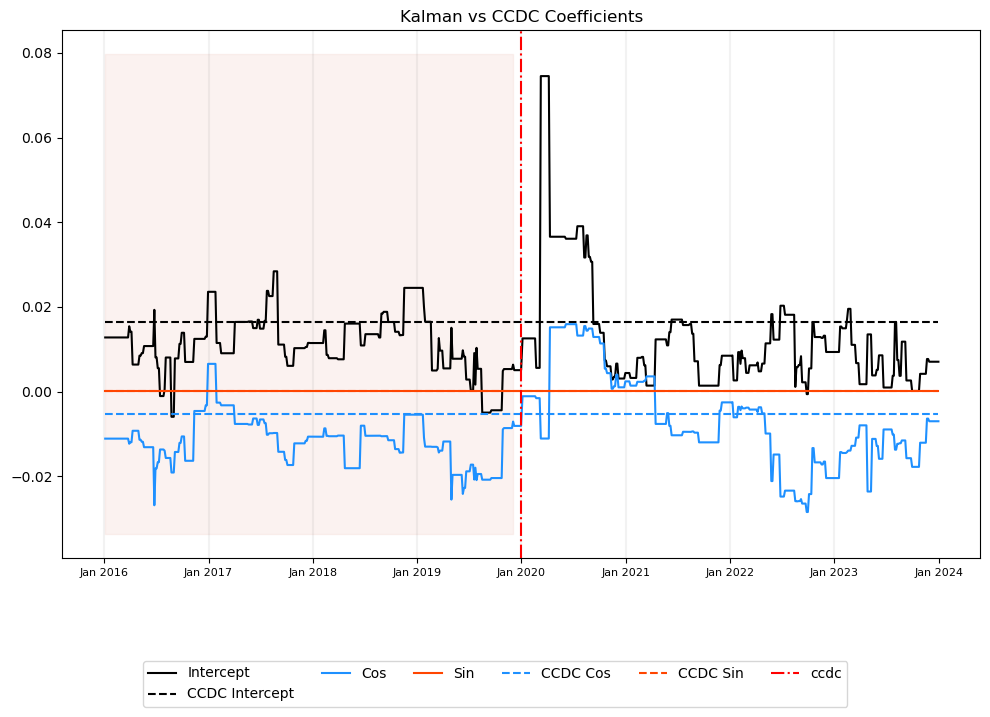 Kalman vs CCDC Coefficients
0.08
0.06
0.04
0.02
0.00
−0.02
Jan 2016 Jan 2017 Jan 2018 Jan 2019 Jan 2020 Jan 2021 Jan 2022 Jan 2023 Jan 2024
Intercept Cos Sin CCDC Cos CCDC Sin ccdc
CCDC Intercept